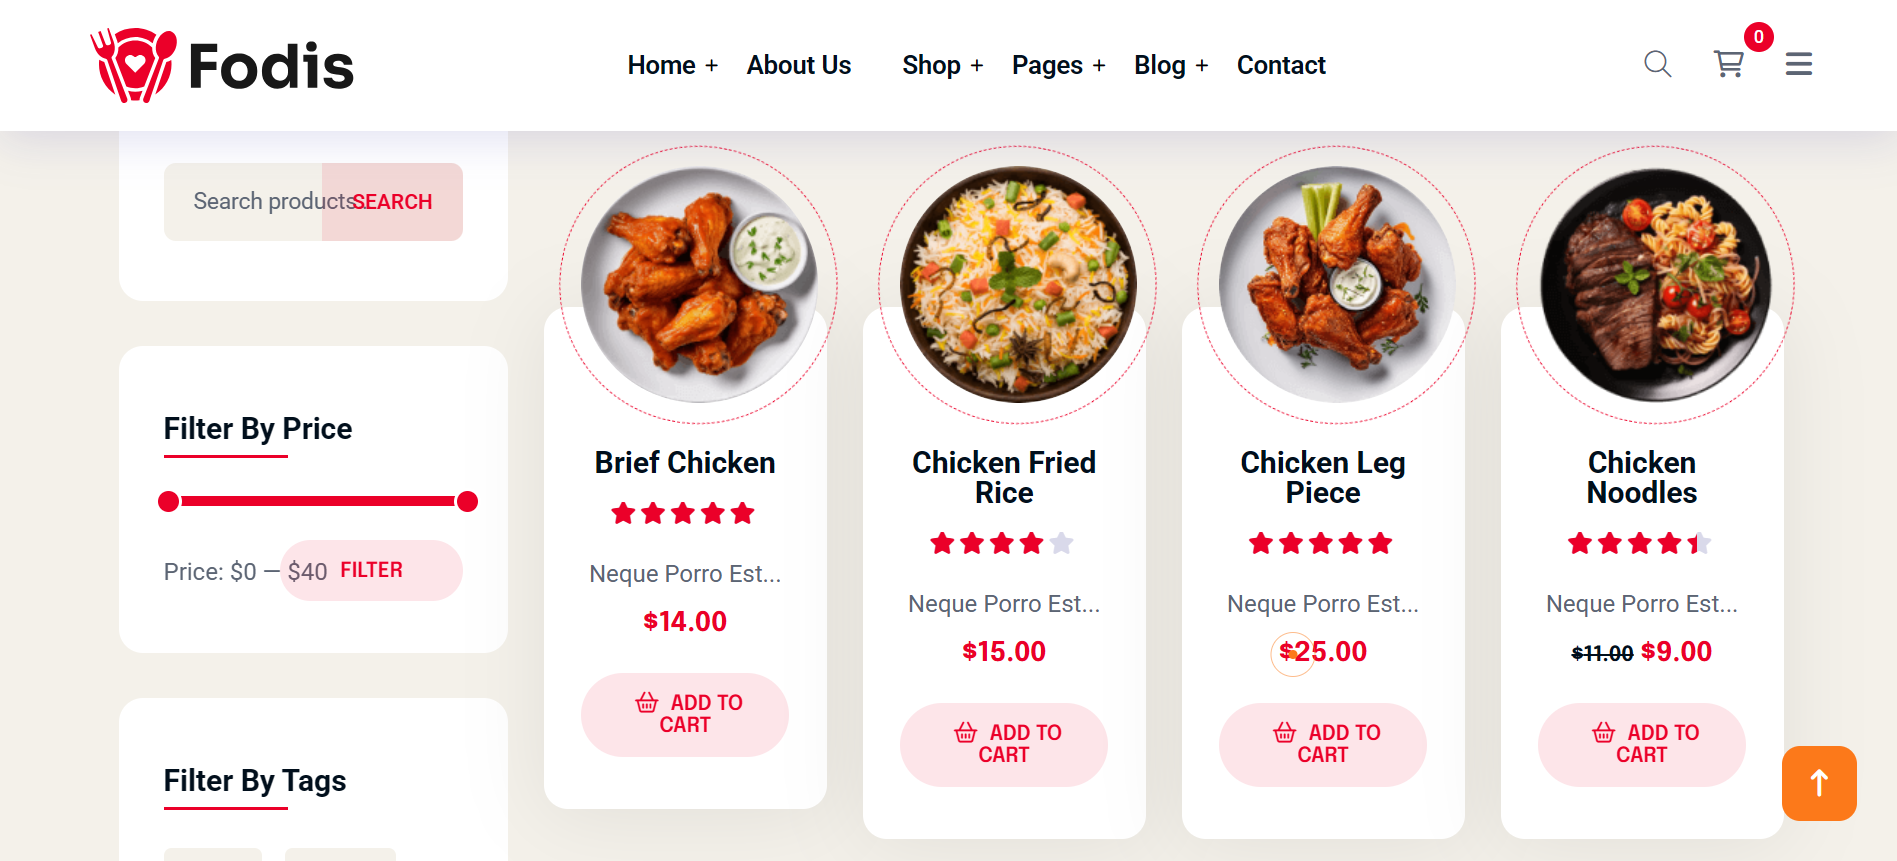 Fodis
Home + About Us Shop + Pages + Blog + Contact
0
Search products SEARCH
Filter By Price
Price: $0 — $40 FILTER
Filter By Tags
Brief Chicken
Neque Porro Est...
$14.00
ADD TO
CART
Chicken Fried
Rice
Neque Porro Est...
$15.00
ADD TO
CART
Chicken Leg
Piece
Neque Porro Est...
$25.00
ADD TO
CART
Chicken
Noodles
Neque Porro Est...
$11.00 $9.00
ADD TO
CART